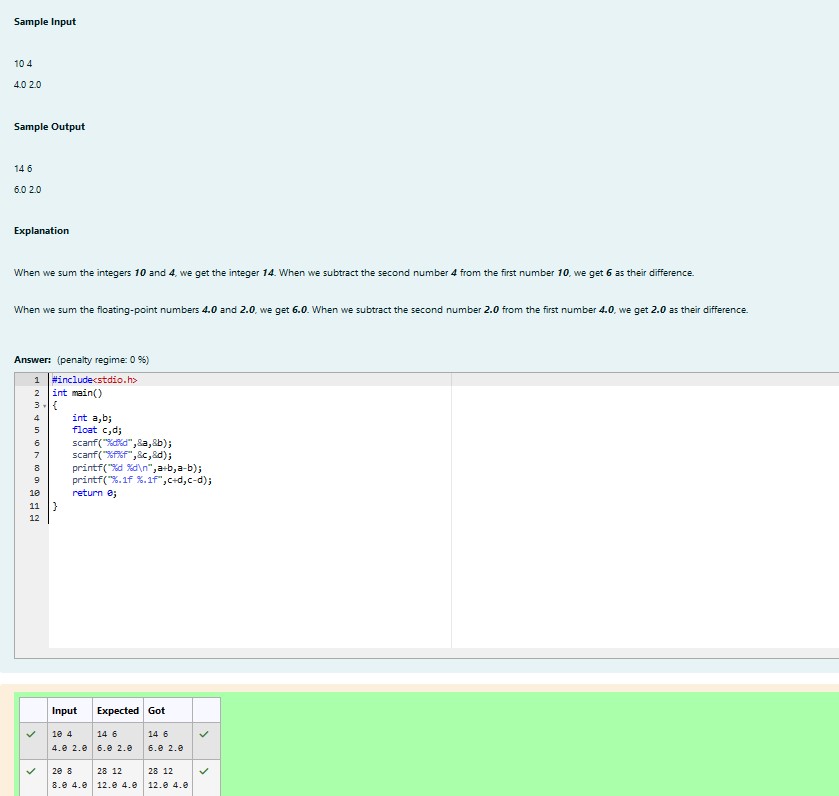 Sample Input
10 4
4.0 2.0
Sample Output
14 6
6.0 2.0
Explanation
When we sum the integers 10 and 4, we get the integer 14. When we subtract the second number 4 from the first number 10, we get 6 as their difference.
When we sum the floating-point numbers 4.0 and 2.0, we get 6.0. When we subtract the second number 2.0 from the first number 4.0, we get 2.0 as their difference.
Answer: (penalty regime: 0 %)
1 #include<stdio.h>
2 int main()
3 {
4 int a,b;
5 float c,d;
6 scanf("%d%d",&a,&b);
7 scanf("%f%f",&c,&d);
8 printf("%d %d\n",a+b,a-b);
9 printf("%.1f %.1f",c+d,c-d);
10 return 0;
11 }
12
Input Expected Got
10 4 14 6 14 6
4.0 2.0 6.0 2.0 6.0 2.0
20 8 28 12 28 12
8.0 4.0 12.0 4.0 12.0 4.0